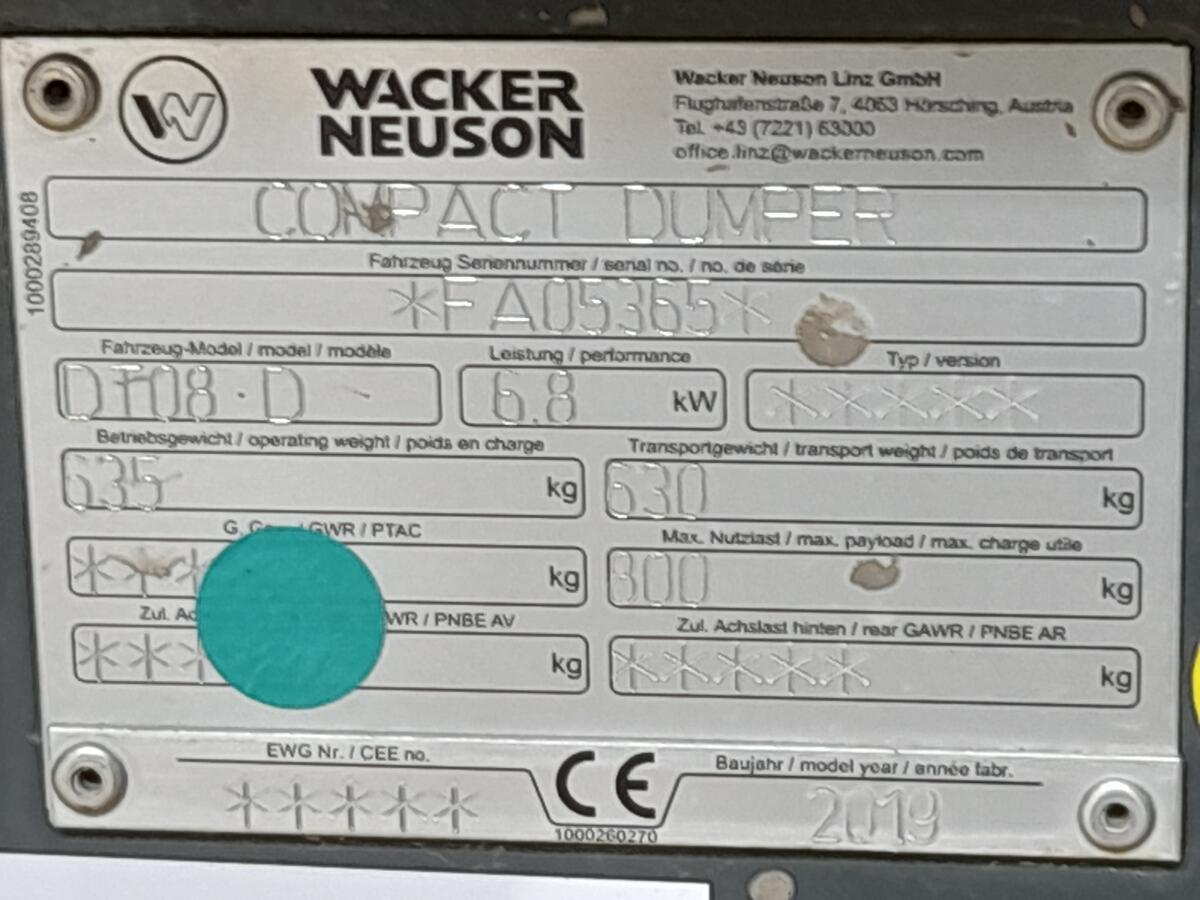 WACKER
NEUSON
Wacker Neuson Linz GmbH
Flughafenstraße 7, 4063 Hörsching, Austria
Tel. +43 (7221) 63000
office.linz@wackerneuson.com
1000289408
COMPACT DUMPER
Fahrzeug Seriennummer / serial no. / no. de série
*FA05365*
Fahrzeug-Model / model / modèle
Leistung / performance
Typ / version
DT08·D -
6.8 kW
*****
Betriebsgewicht / operating weight / poids en charge
Transportgewicht / transport weight / poids de transport
635 kg
630 kg
G. GWR / PTAC
Max. Nutzlast / max. payload / max. charge utile
*** kg
800 kg
Zul. WR / PNBE AV
Zul. Achslast hinten / rear GAWR / PNBE AR
*** kg
***** kg
EWG Nr. / CEE no.
*****
CE
1000260270
Baujahr / model year / année fabr.
2019